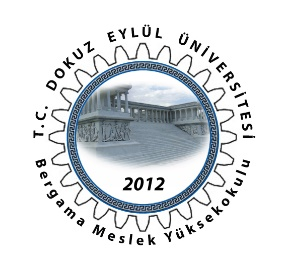 T.C. DOKUZ EYLÜL ÜNİVERSİTESİ
2012
Bergama Meslek Yüksekokulu